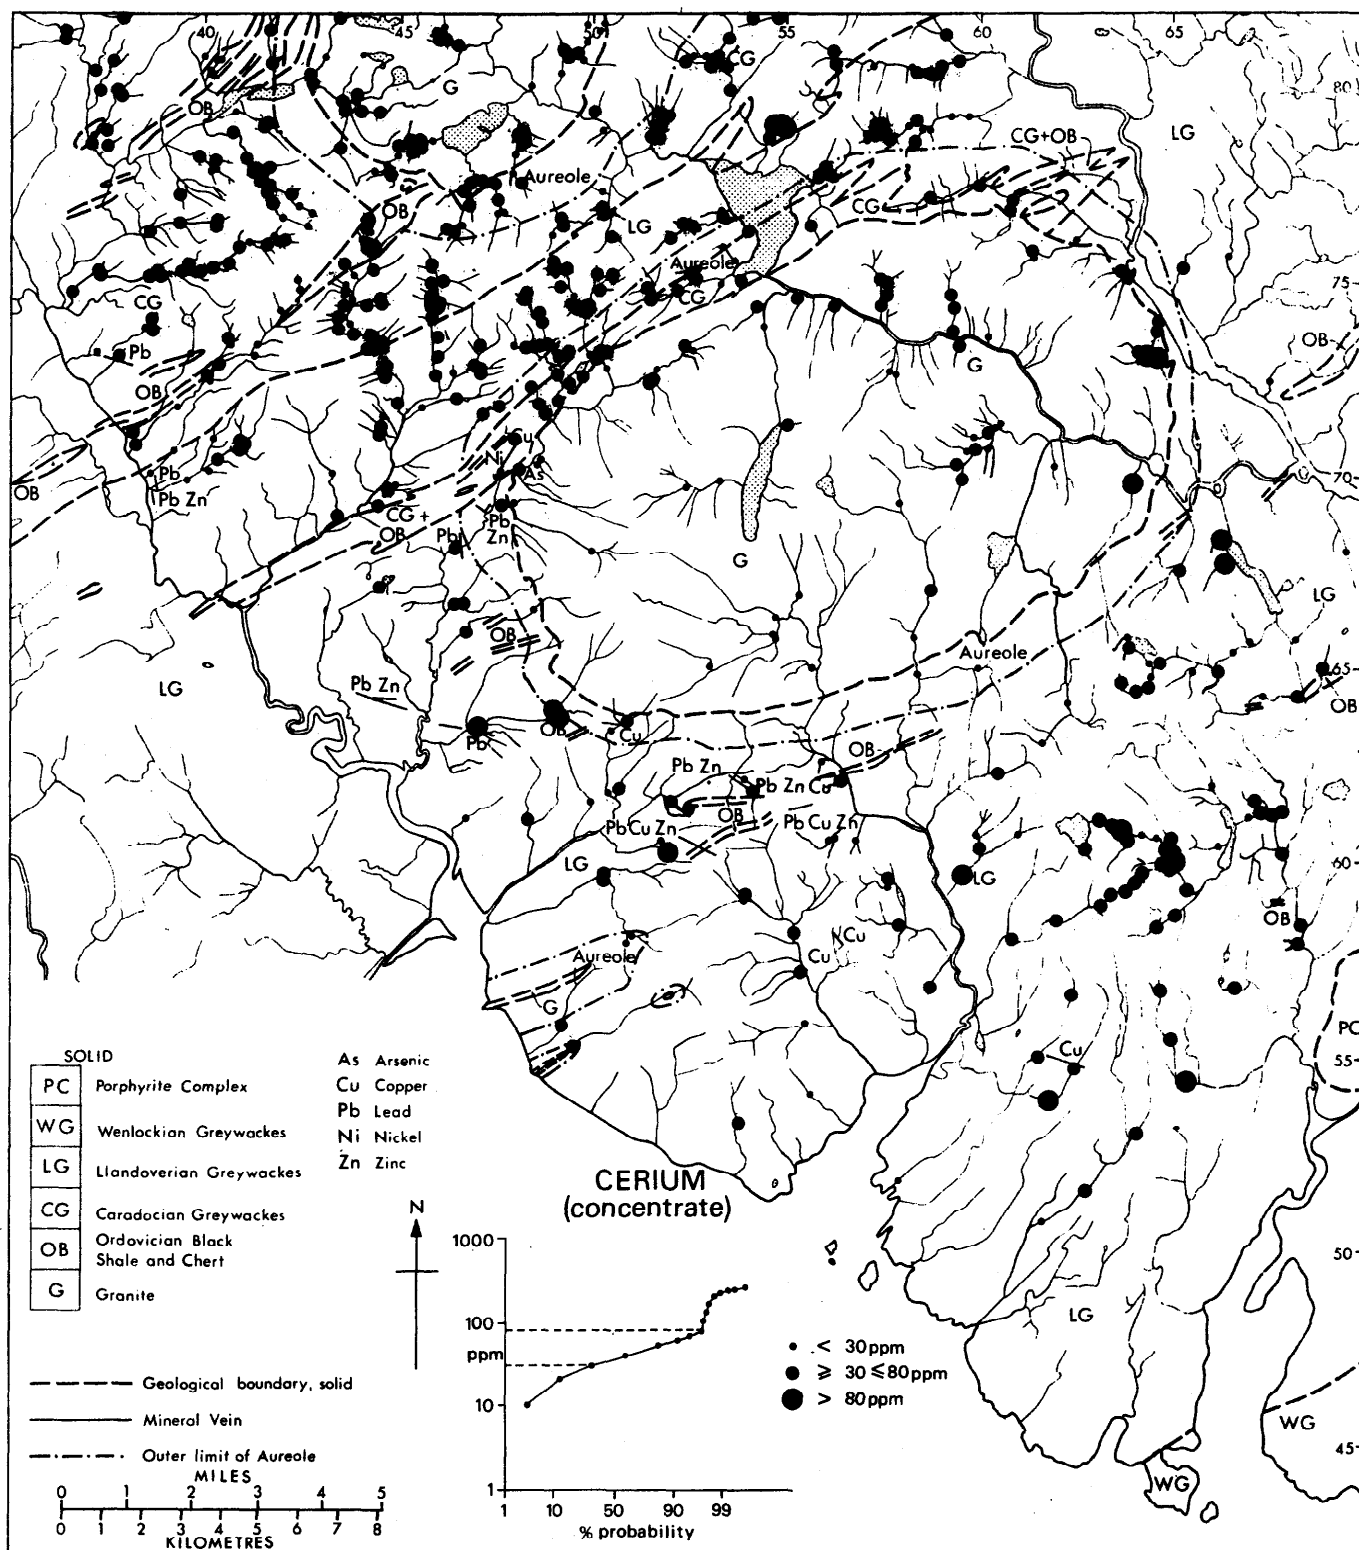 40 45 50 55 60 65
CG
G
80
OB
LG
CG+OB
Aureole
OB
CG
LG
Aureole
CG
75
CG
Pb
OB
G
OB
Cu
Ni
As
Pb
Pb Zn
OB
70
CG +
OB
Pb
Pb
Zn
G
LG
OB
Aureole
65
LG
Pb Zn
OB
Pb
OB
Cu
OB
Pb Zn
Pb Zn Cu
OB
Pb Cu Zn
Pb Cu Zn
LG
60
LG
OB
Cu
Aureole
Cu
G
PC
Cu
55
SOLID
PC Porphyrite Complex
WG Wenlockian Greywackes
LG Llandoverian Greywackes
CG Caradocian Greywackes
OB Ordovician Black
Shale and Chert
G Granite
As Arsenic
Cu Copper
Pb Lead
Ni Nickel
Zn Zinc
N
CERIUM
(concentrate)
1000
100
ppm
10
1
1 10 50 90 99
% probability
< 30ppm
⩾ 30 ⩽80ppm
> 80ppm
50
LG
WG
45
WG
Geological boundary, solid
Mineral Vein
Outer limit of Aureole
MILES
0 1 2 3 4 5
0 1 2 3 4 5 6 7 8
KILOMETRES